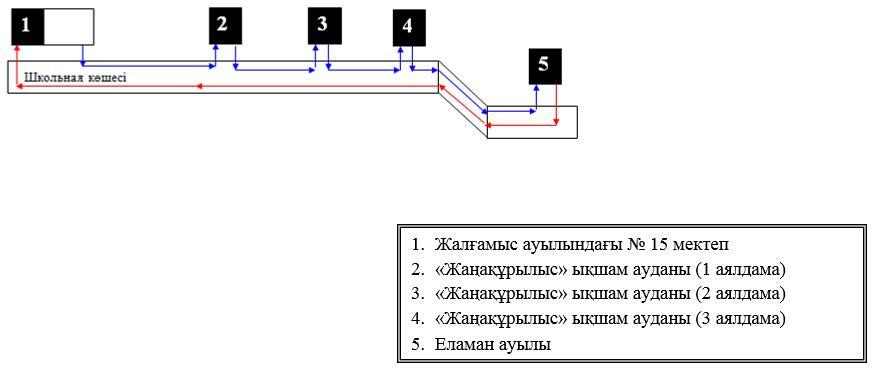 1
2
3
4
5
Школьная көшесі
1. Жалғамыс ауылындағы № 15 мектеп
2. «Жаңақұрылыс» ықшам ауданы (1 аялдама)
3. «Жаңақұрылыс» ықшам ауданы (2 аялдама)
4. «Жаңақұрылыс» ықшам ауданы (3 аялдама)
5. Еламан ауылы